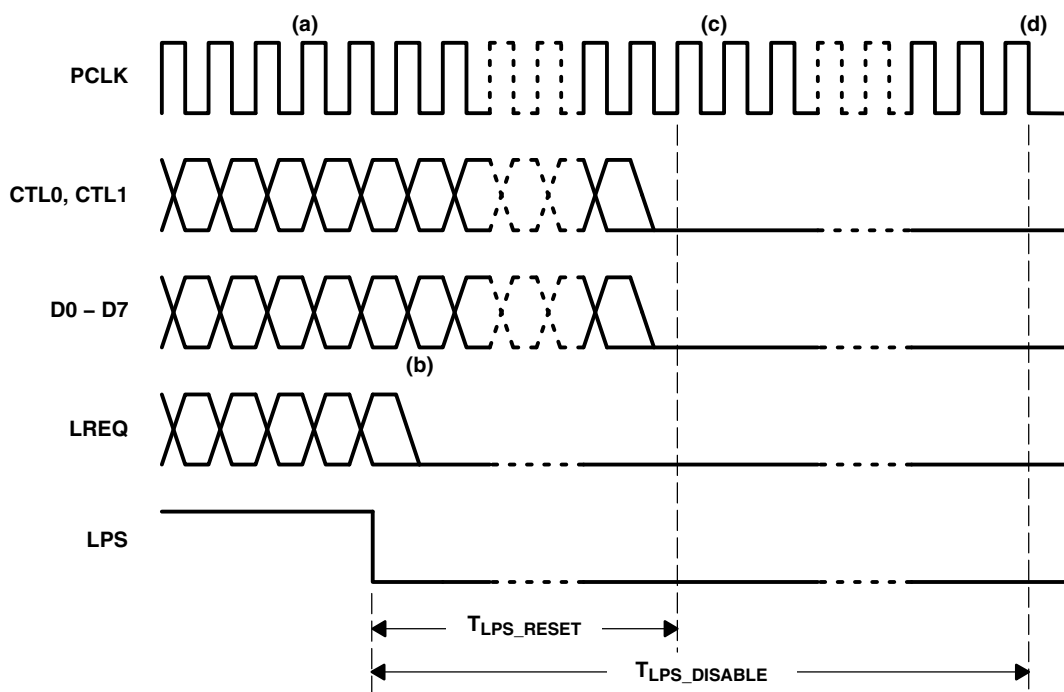 (a) (c) (d)
PCLK
CTL0, CTL1
D0 – D7
(b)
LREQ
LPS
TLPS_RESET
TLPS_DISABLE